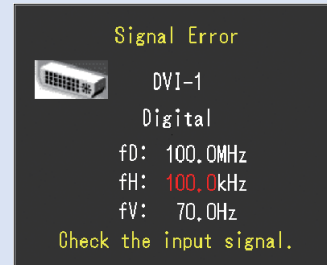 Signal Error
DVI-1
Digital
fD: 100.0MHz
fH: 100.0kHz
fV: 70.0Hz
Check the input signal.